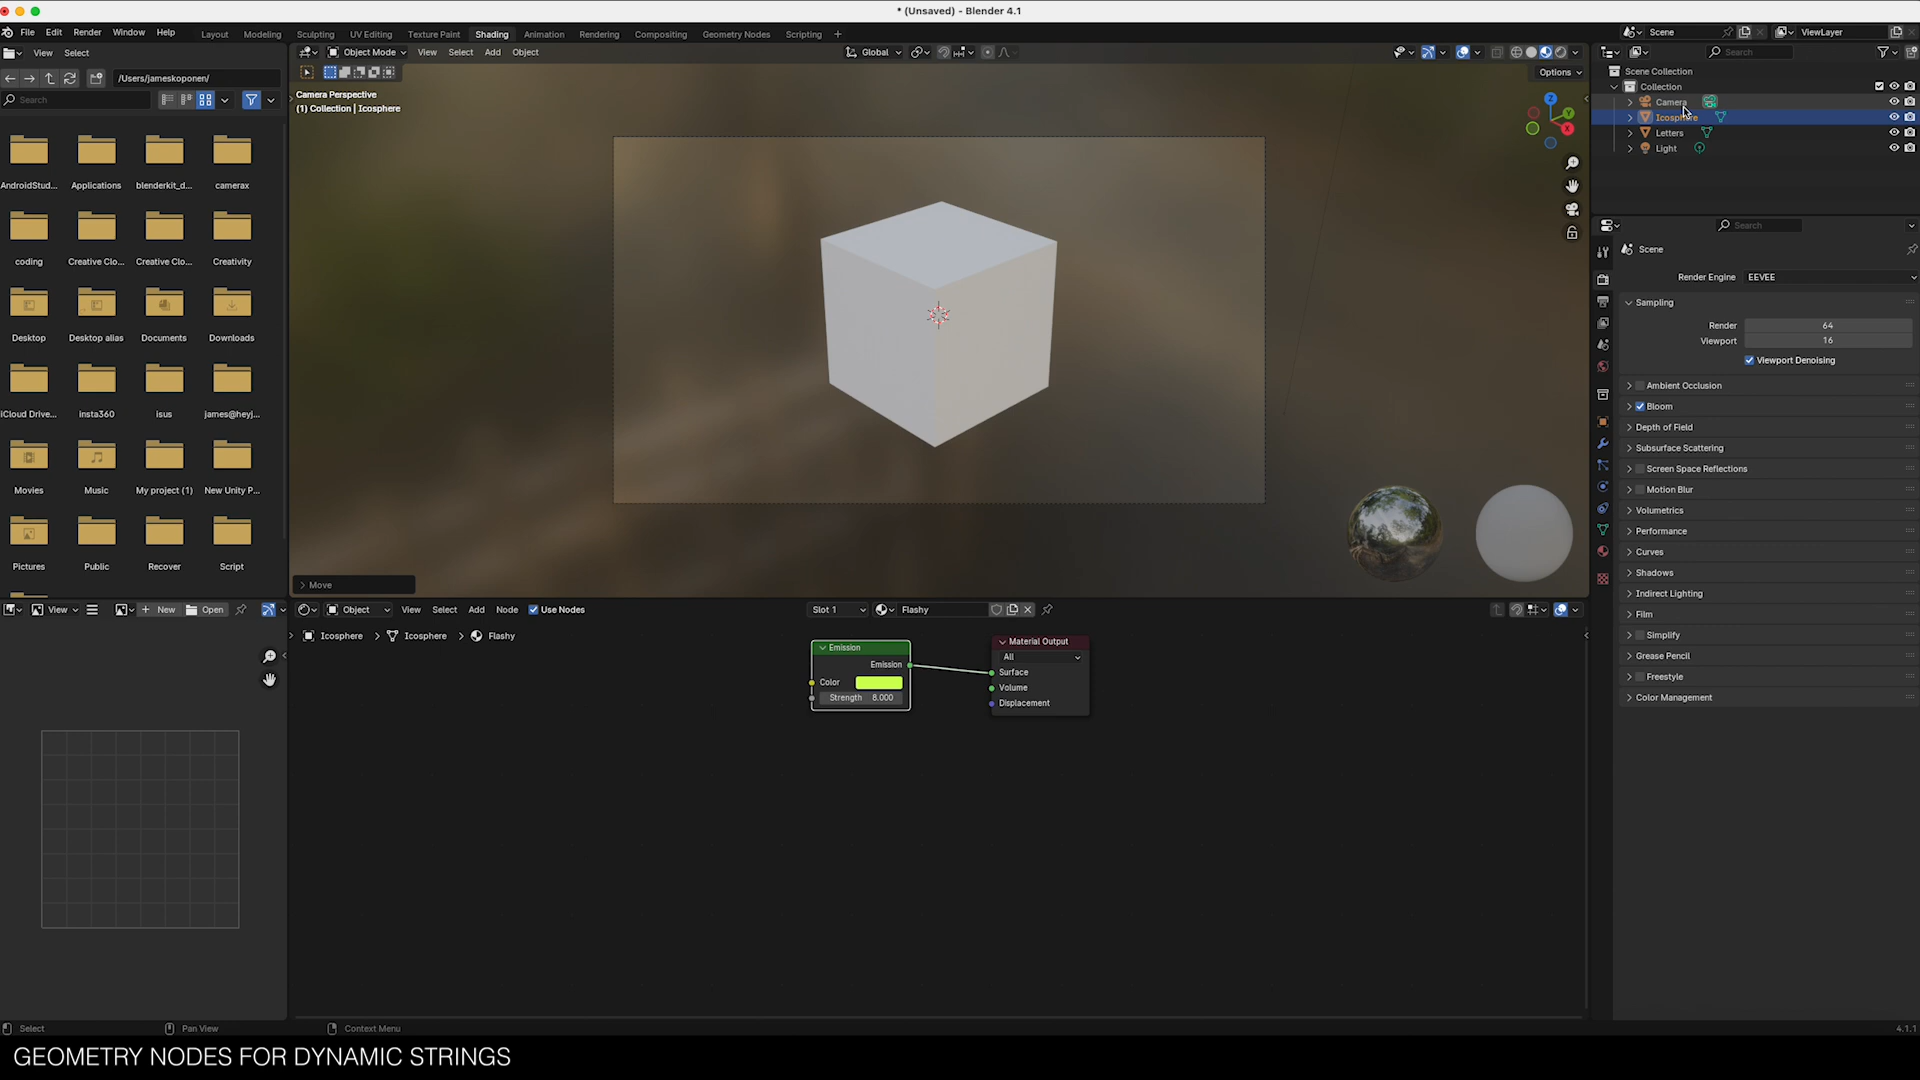 * (Unsaved) - Blender 4.1
File Edit Render Window Help
Layout Modeling Sculpting UV Editing Texture Paint Shading Animation Rendering Compositing Geometry Nodes Scripting +
Scene ViewLayer
View Select
Object Mode View Select Add Object
Global
Search
/Users/jameskoponen/
Search
Options
Camera Perspective
(1) Collection | Icosphere
Scene Collection
Collection
Camera
Icosphere
Letters
Light
AndroidStud... Applications blenderkit_d... camerax
coding Creative Clo... Creative Clo... Creativity
Desktop Desktop alias Documents Downloads
iCloud Drive... insta360 isus james@heyj...
Movies Music My project (1) New Unity P...
Pictures Public Recover Script
Z
Y
X
Move
Search
Scene
Render Engine EEVEE
Sampling
Render 64
Viewport 16
Viewport Denoising
Ambient Occlusion
Bloom
Depth of Field
Subsurface Scattering
Screen Space Reflections
Motion Blur
Volumetrics
Performance
Curves
Shadows
Indirect Lighting
Film
Simplify
Grease Pencil
Freestyle
Color Management
View New Open
Object View Select Add Node Use Nodes Slot 1 Flashy
Icosphere > Icosphere > Flashy
Emission
Emission
Color
Strength 8.000
Material Output
All
Surface
Volume
Displacement
Select Pan View Context Menu 4.1.1
GEOMETRY NODES FOR DYNAMIC STRINGS